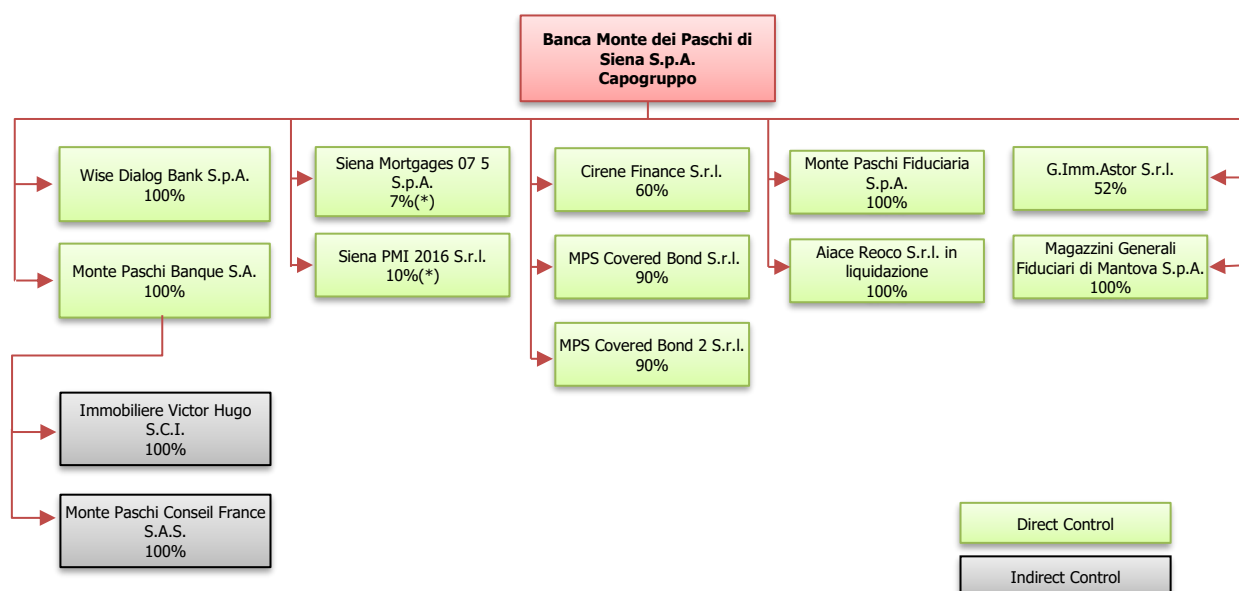 Banca Monte dei Paschi di
Siena S.p.A.
Capogruppo
Wise Dialog Bank S.p.A.
100%
Siena Mortgages 07 5
S.p.A.
7%(*)
Cirene Finance S.r.l.
60%
Monte Paschi Fiduciaria
S.p.A.
100%
G.Imm.Astor S.r.l.
52%
Monte Paschi Banque S.A.
100%
Siena PMI 2016 S.r.l.
10%(*)
MPS Covered Bond S.r.l.
90%
Aiace Reoco S.r.l. in
liquidazione
100%
Magazzini Generali
Fiduciari di Mantova S.p.A.
100%
MPS Covered Bond 2 S.r.l.
90%
Immobiliere Victor Hugo
S.C.I.
100%
Monte Paschi Conseil France
S.A.S.
100%
Direct Control
Indirect Control